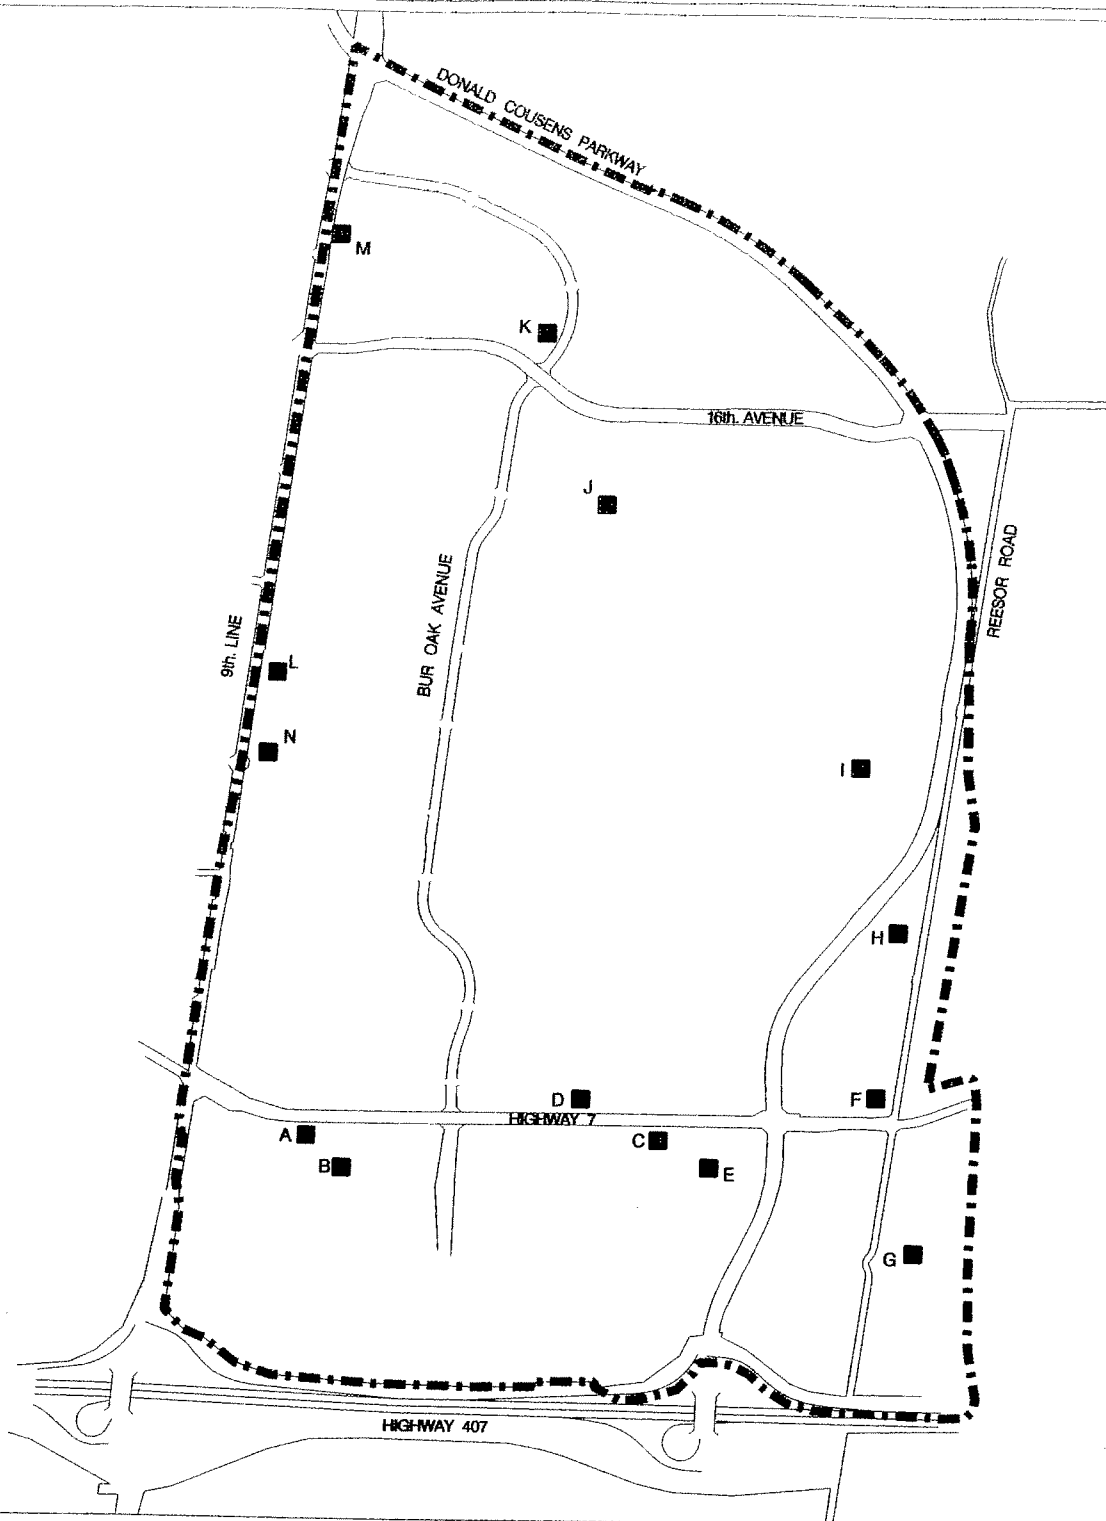 DONALD COUSENS PARKWAY
M
K
16th. AVENUE
J
REESOR ROAD
BUR OAK AVENUE
9th. LINE
L
N
I
H
D
F
HIGHWAY 7
A
C
B
E
G
HIGHWAY 407